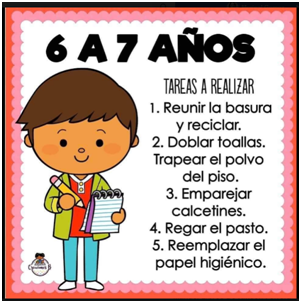 6 A 7 AÑOS
TAREAS A REALIZAR
1. Reunir la basura
y reciclar.
2. Doblar toallas.
Trapear el polvo
del piso.
3. Emparejar
calcetines.
4. Regar el pasto.
5. Reemplazar el
papel higiénico.